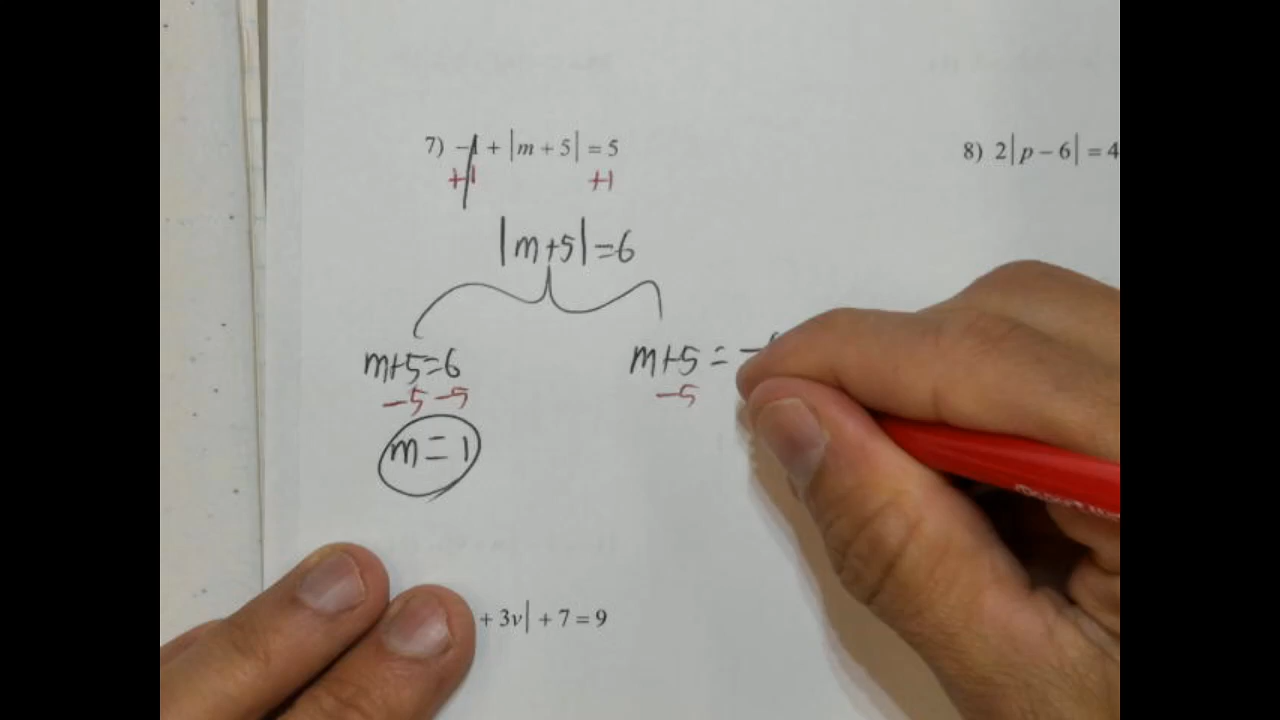 7) -1 + |m + 5| = 5
+1 +1
8) 2|p - 6| = 4
|m+5|=6
m+5=6
-5 -5
m=1
m+5 = -
-5
+ 3v| + 7 = 9